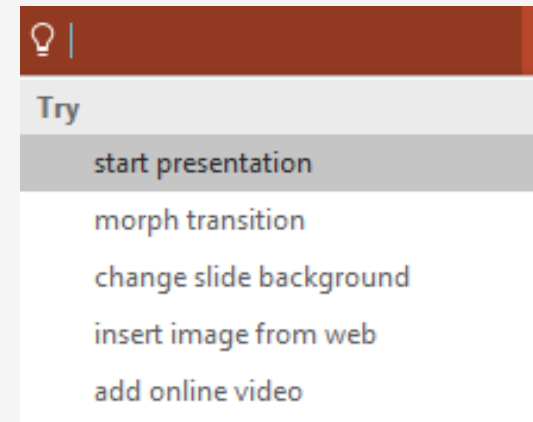 Try
start presentation
morph transition
change slide background
insert image from web
add online video